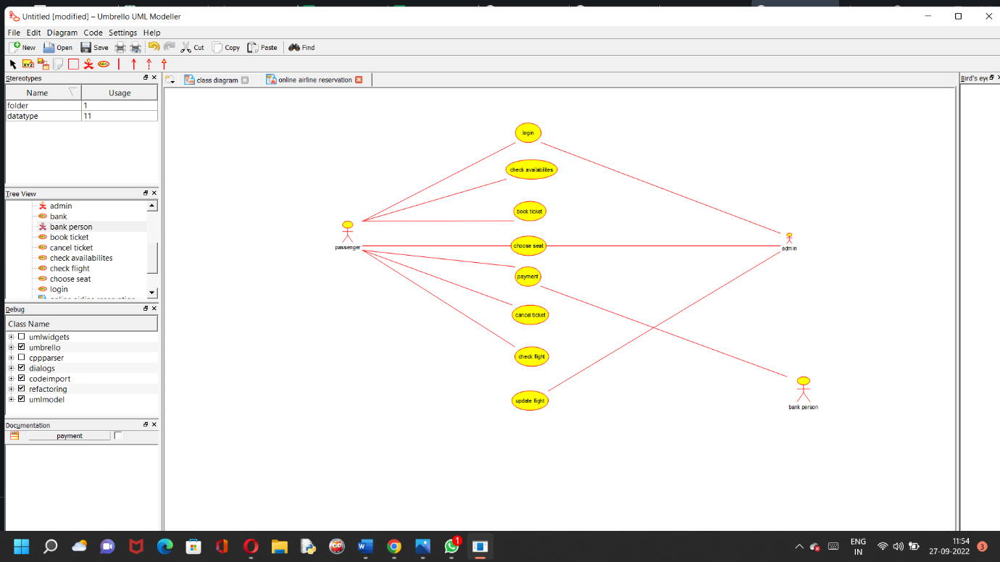 Untitled [modified] – Umbrello UML Modeller
File Edit Diagram Code Settings Help
New Open Save Cut Copy Paste Find
XYZ ABC
Stereotypes
Name Usage
folder 1
datatype 11
Tree View
admin
bank
bank person
book ticket
cancel ticket
check availabilites
check flight
choose seat
login
Debug
Class Name
umlwidgets
umbrello
cppparser
dialogs
codeimport
refactoring
umlmodel
Documentation
payment
class diagram online airline reservation
Bird's eye
login
check availabilites
book ticket
passenger
choose seat
admin
payment
cancel ticket
check flight
update flight
bank person
1
ENG
IN
11:54
27-09-2022
3